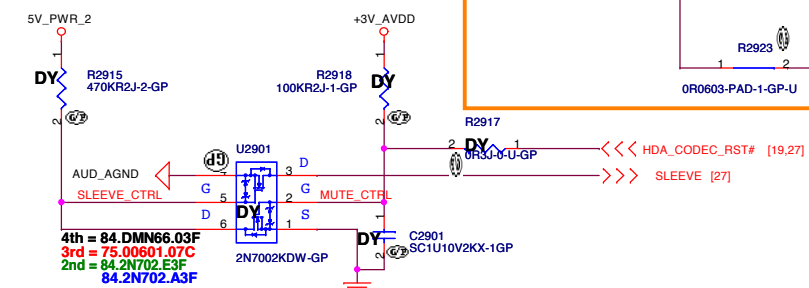 5V_PWR_2
+3V_AVDD
R2923
1
2
0R0603-PAD-1-GP-U
1
DY
R2915
470KR2J-2-GP
2
1
R2918
DY
100KR2J-1-GP
2
R2917
2
DY
1
0R3J-0-U-GP
HDA_CODEC_RST# [19,27]
U2901
AUD_AGND
3
D
SLEEVE [27]
SLEEVE_CTRL
G
5
2
G
MUTE_CTRL
D
6
DY
1
S
2N7002KDW-GP
4th = 84.DMN66.03F
3rd = 75.00601.07C
2nd = 84.2N702.E3F
84.2N702.A3F
1
DY
C2901
SC1U10V2KX-1GP
2